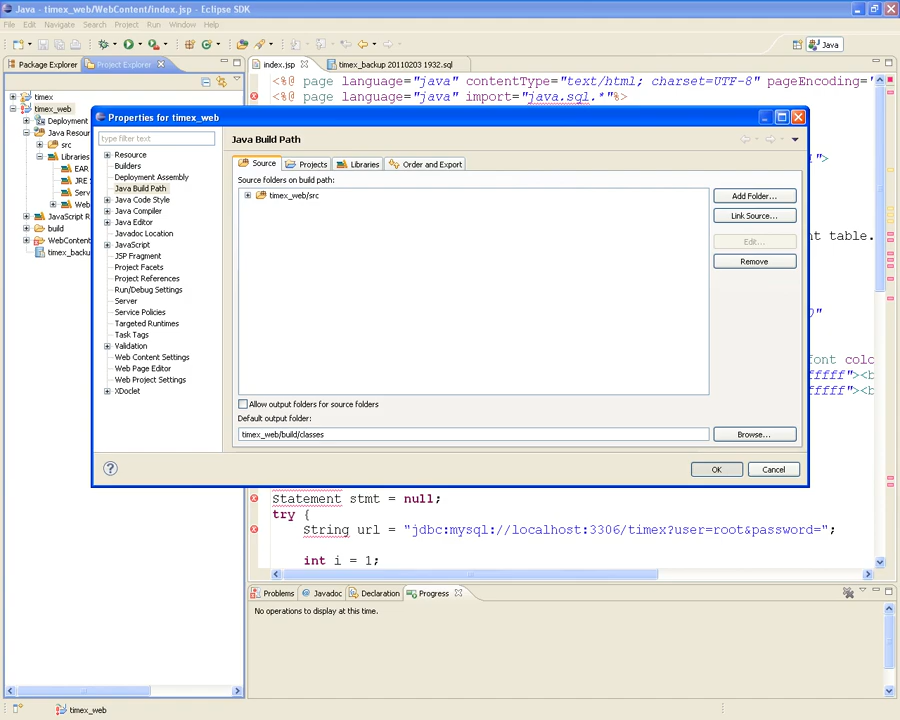 Java - timex_web/WebContent/index.jsp - Eclipse SDK
File Edit Navigate Search Project Run Window Help
Java
Package Explorer Project Explorer
index.jsp timex_backup 20110203 1932.sql
timex
timex_web
Deployment
Java Resour
src
Libraries
EAR
JRE
Serv
timex_web
JavaScript R
build
WebContent
timex_backu
<%@ page language="java" contentType="text/html; charset=UTF-8" pageEncoding="
<%@ page language="java" import="java.sql.*"%>
">
nt table.
0"
font colo
fffff"><b
fffff"><b
Properties for timex_web
type filter text
Resource
Builders
Deployment Assembly
Java Build Path
Java Code Style
Java Compiler
Java Editor
Javadoc Location
JavaScript
JSP Fragment
Project Facets
Project References
Run/Debug Settings
Server
Service Policies
Targeted Runtimes
Task Tags
Validation
Web Content Settings
Web Page Editor
Web Project Settings
XDoclet
Java Build Path
Source Projects Libraries Order and Export
Source folders on build path:
timex_web/src
Add Folder...
Link Source...
Edit...
Remove
Allow output folders for source folders
Default output folder:
timex_web/build/classes
Browse...
OK Cancel
Statement stmt = null;
try {
String url = "jdbc:mysql://localhost:3306/timex?user=root&password=";
int i = 1;
Problems Javadoc Declaration Progress
No operations to display at this time.
timex_web